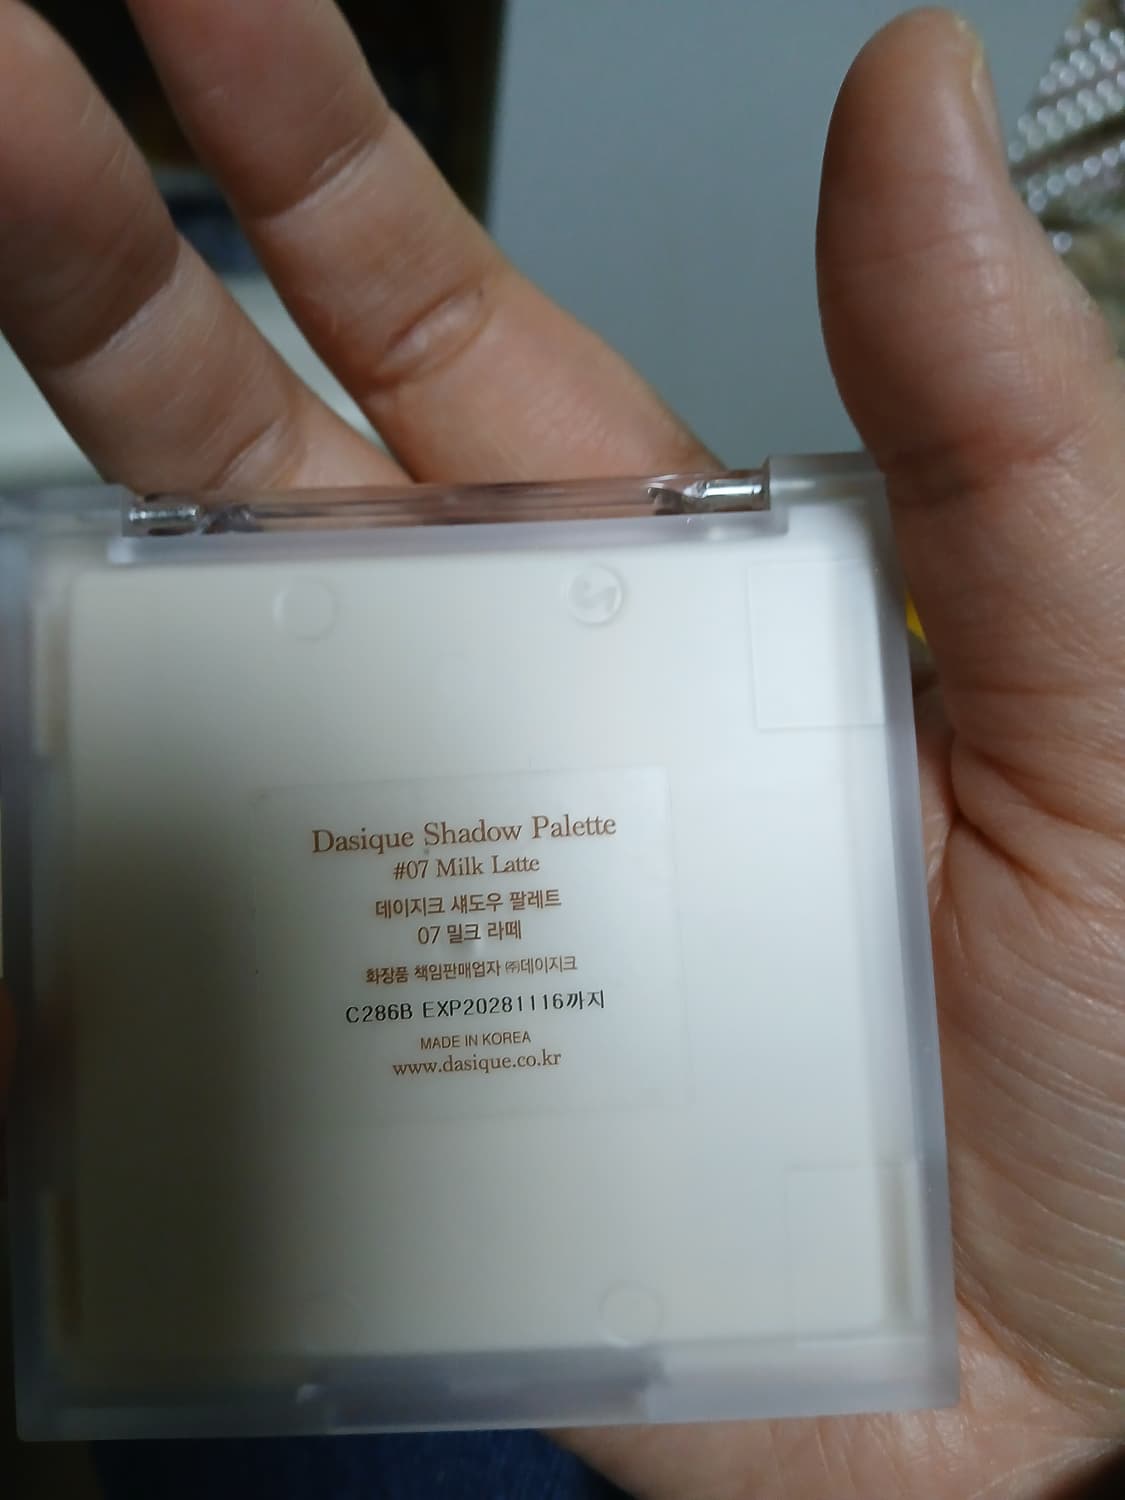 Dasique Shadow Palette
#07 Milk Latte
데이지크 섀도우 팔레트
07 밀크 라떼
화장품 책임판매업자 ㈜데이지크
C286B EXP20281116까지
MADE IN KOREA
www.dasique.co.kr